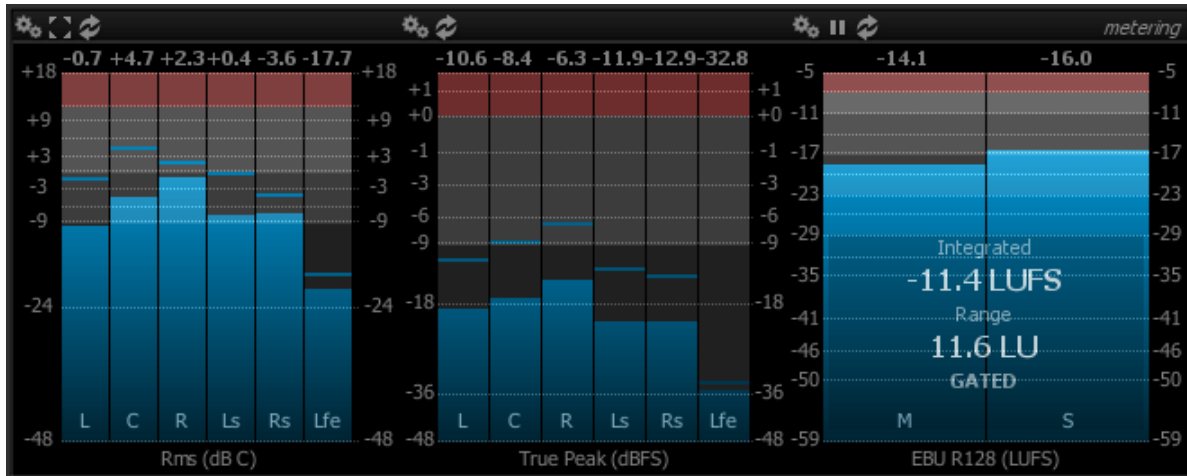 metering
-0.7 +4.7 +2.3 +0.4 -3.6 -17.7
+18 +18
+9 +9
+3 +3
-3 -3
-9 -9
-24 -24
-48 -48
L C R Ls Rs Lfe
Rms (dB C)
-10.6 -8.4 -6.3 -11.9 -12.9 -32.8
+1 +1
+0 +0
-1 -1
-3 -3
-6 -6
-9 -9
-18 -18
-36 -36
-48 -48
L C R Ls Rs Lfe
True Peak (dBFS)
-14.1 -16.0
-5 -5
-11 -11
-17 -17
-23 -23
-29 -29
Integrated
-35 -11.4 LUFS -35
Range
-41 -41
-46 11.6 LU -46
-50 GATED -50
M S
-59 -59
EBU R128 (LUFS)